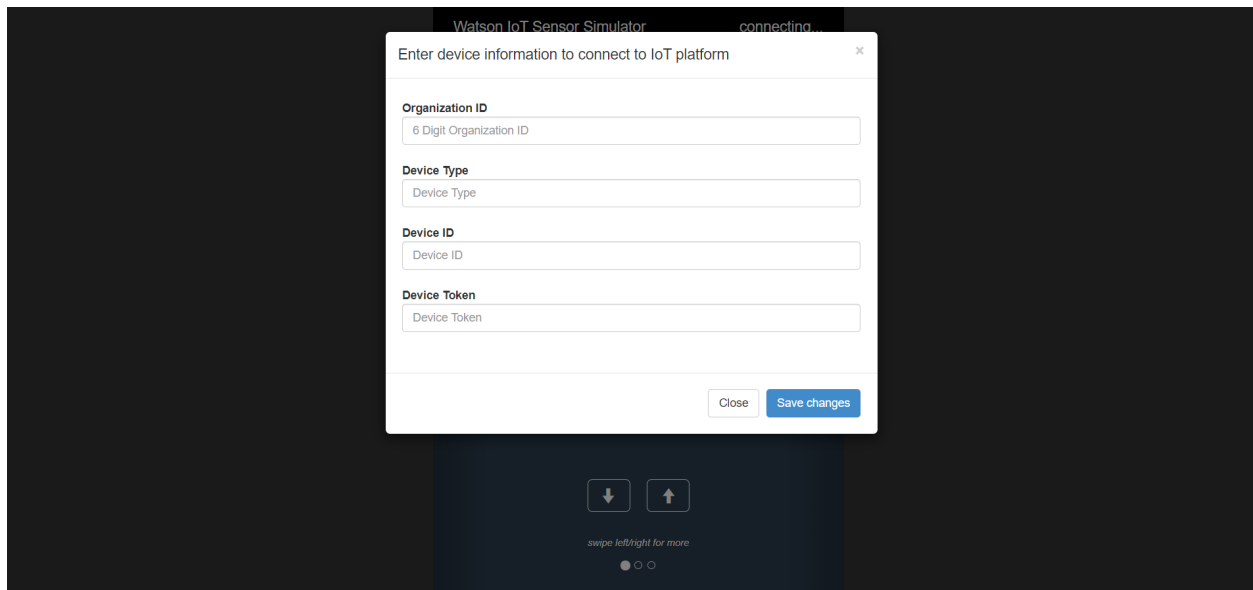 Watson IoT Sensor Simulator connecting...
Enter device information to connect to IoT platform ×
Organization ID
6 Digit Organization ID
Device Type
Device Type
Device ID
Device ID
Device Token
Device Token
Close Save changes
swipe left/right for more